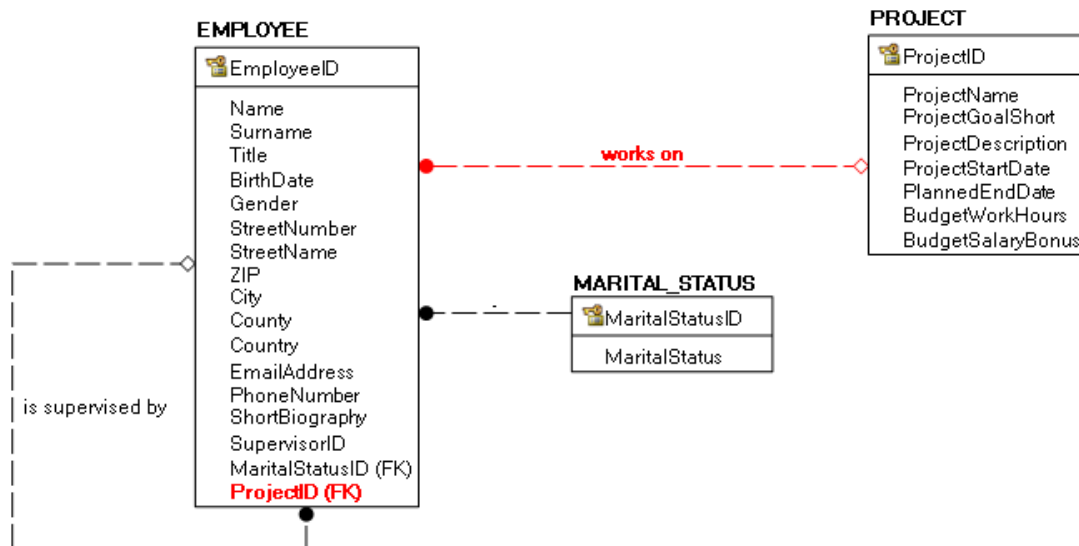 EMPLOYEE
EmployeeID
Name
Surname
Title
BirthDate
Gender
StreetNumber
StreetName
ZIP
City
County
Country
EmailAddress
PhoneNumber
ShortBiography
SupervisorID
MaritalStatusID (FK)
ProjectID (FK)
is supervised by
works on
PROJECT
ProjectID
ProjectName
ProjectGoalShort
ProjectDescription
ProjectStartDate
PlannedEndDate
BudgetWorkHours
BudgetSalaryBonus
MARITAL_STATUS
MaritalStatusID
MaritalStatus